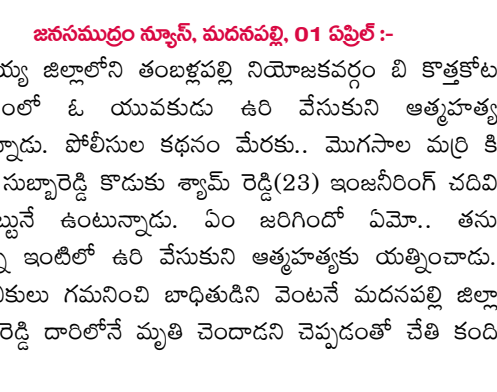 జనసముద్రం న్యూస్, మదనపల్లి, 01 ఏప్రిల్ :-
య్య జిల్లాలోని తంబళ్లపల్లి నియోజకవర్గం బి కొత్తకోట
ంలో ఓ యువకుడు ఉరి వేసుకుని ఆత్మహత్య
న్నాడు. పోలీసుల కథనం మేరకు.. మొగసాల మర్రి కి
సుబ్బారెడ్డి కొడుకు శ్యామ్ రెడ్డి(23) ఇంజనీరింగ్ చదివి
బ్బునే ఉంటున్నాడు. ఏం జరిగిందో ఏమో.. తను
న్న ఇంటిలో ఉరి వేసుకుని ఆత్మహత్యకు యత్నించాడు.
నికులు గమనించి బాధితుడిని వెంటనే మదనపల్లి జిల్లా
రెడ్డి దారిలోనే మృతి చెందాడని చెప్పడంతో చేతి కంది